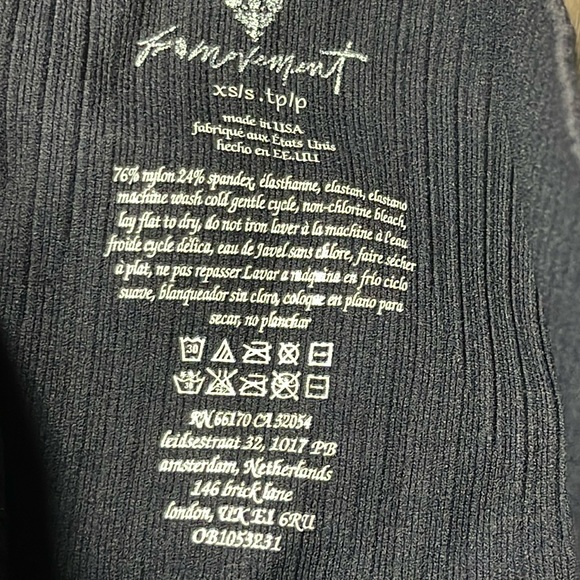 fp movement
xs/s . tp/p
made in USA
fabriqué aux États Unis
hecho en EE.UU
76% nylon 24% spandex, élasthanne, elastan, elastano
machine wash cold gentle cycle, non-chlorine bleach,
lay flat to dry, do not iron laver à la machine à l'eau
froide cycle délica, eau de Javel sans chlore, faire sécher
à plat, ne pas repasser Lavar a máquina en frío ciclo
suave, blanqueador sin cloro, coloque en plano para
secar, no planchar
30
30
RN 66170 CA 32054
leidsestraat 32, 1017 PB
amsterdam, Netherlands
146 brick lane
london, UK E1 6RU
OB1053231